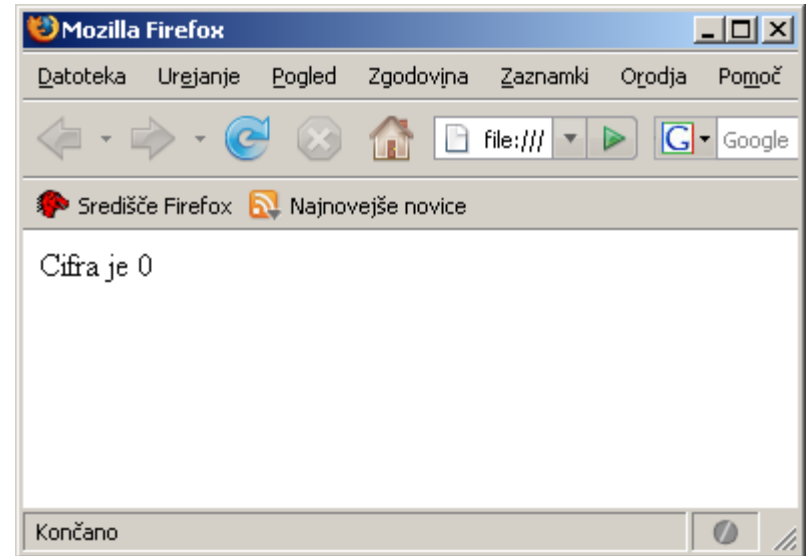 Mozilla Firefox
Datoteka Urejanje Pogled Zgodovina Zaznamki Orodja Pomoč
file:/// G Google
Središče Firefox Najnovejše novice
Cifra je 0
Končano